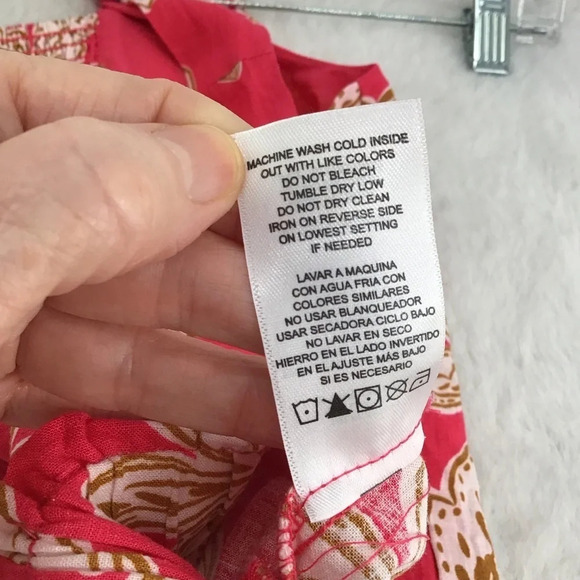 MACHINE WASH COLD INSIDE
OUT WITH LIKE COLORS
DO NOT BLEACH
TUMBLE DRY LOW
DO NOT DRY CLEAN
IRON ON REVERSE SIDE
ON LOWEST SETTING
IF NEEDED
LAVAR A MAQUINA
CON AGUA FRIA CON
COLORES SIMILARES
NO USAR BLANQUEADOR
USAR SECADORA CICLO BAJO
NO LAVAR EN SECO
HIERRO EN EL LADO INVERTIDO
EN EL AJUSTE MÁS BAJO
SI ES NECESARIO